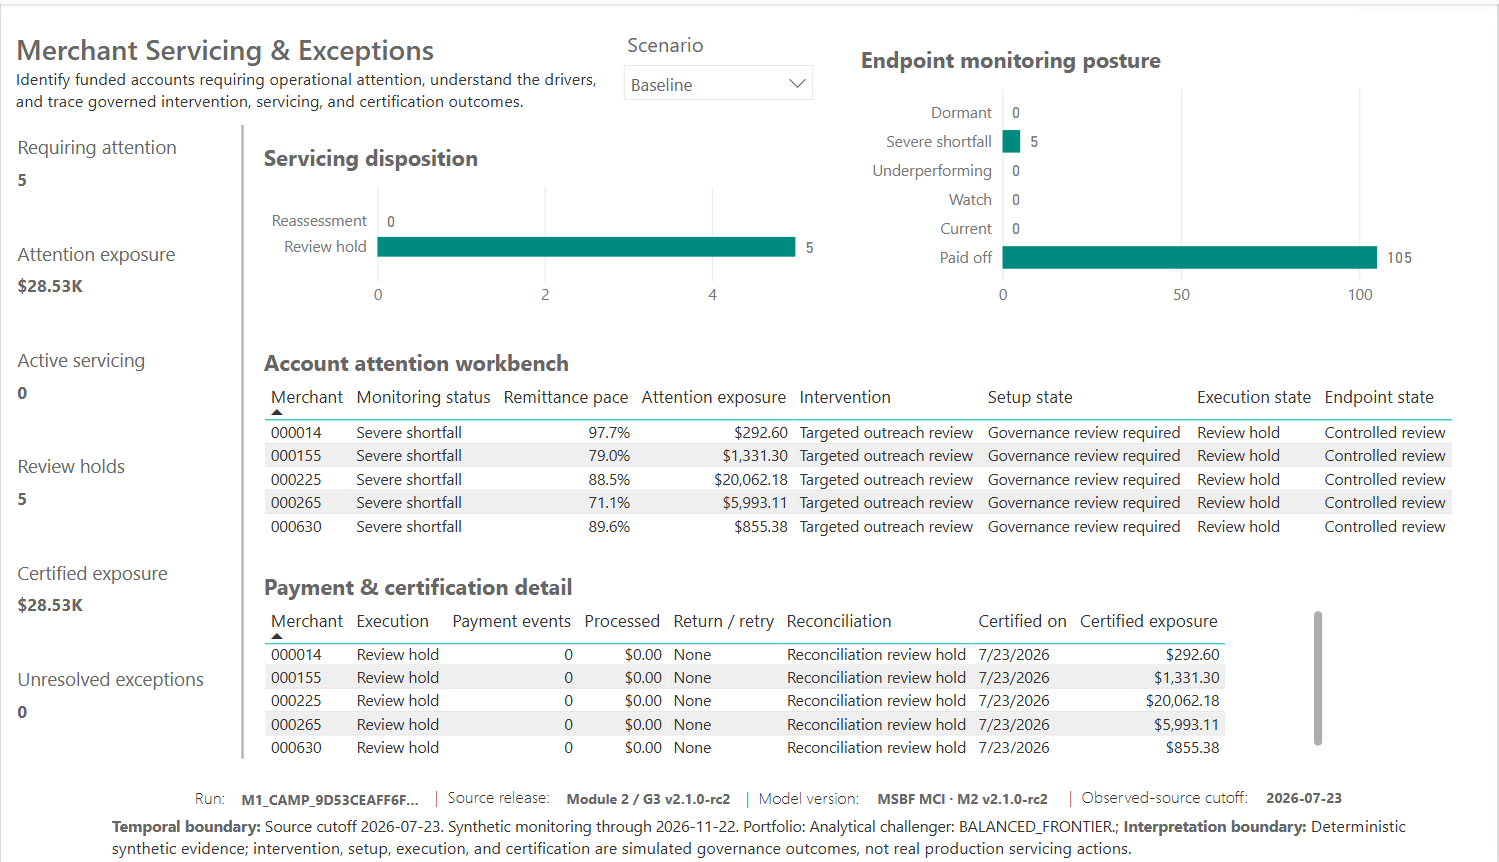 Merchant Servicing & Exceptions
Identify funded accounts requiring operational attention, understand the drivers,
and trace governed intervention, servicing, and certification outcomes.
Scenario
Baseline
Requiring attention
5
Attention exposure
$28.53K
Active servicing
0
Review holds
5
Certified exposure
$28.53K
Unresolved exceptions
0
Servicing disposition
Reassessment 0
Review hold 5
0 2 4
Endpoint monitoring posture
Dormant 0
Severe shortfall 5
Underperforming 0
Watch 0
Current 0
Paid off 105
0 50 100
Account attention workbench
Merchant Monitoring status Remittance pace Attention exposure Intervention Setup state Execution state Endpoint state
000014 Severe shortfall 97.7% $292.60 Targeted outreach review Governance review required Review hold Controlled review
000155 Severe shortfall 79.0% $1,331.30 Targeted outreach review Governance review required Review hold Controlled review
000225 Severe shortfall 88.5% $20,062.18 Targeted outreach review Governance review required Review hold Controlled review
000265 Severe shortfall 71.1% $5,993.11 Targeted outreach review Governance review required Review hold Controlled review
000630 Severe shortfall 89.6% $855.38 Targeted outreach review Governance review required Review hold Controlled review
Payment & certification detail
Merchant Execution Payment events Processed Return / retry Reconciliation Certified on Certified exposure
000014 Review hold 0 $0.00 None Reconciliation review hold 7/23/2026 $292.60
000155 Review hold 0 $0.00 None Reconciliation review hold 7/23/2026 $1,331.30
000225 Review hold 0 $0.00 None Reconciliation review hold 7/23/2026 $20,062.18
000265 Review hold 0 $0.00 None Reconciliation review hold 7/23/2026 $5,993.11
000630 Review hold 0 $0.00 None Reconciliation review hold 7/23/2026 $855.38
Run: M1_CAMP_9D53CEAFF6F... | Source release: Module 2 / G3 v2.1.0-rc2 | Model version: MSBF MCI · M2 v2.1.0-rc2 | Observed-source cutoff: 2026-07-23
Temporal boundary: Source cutoff 2026-07-23. Synthetic monitoring through 2026-11-22. Portfolio: Analytical challenger: BALANCED_FRONTIER.; Interpretation boundary: Deterministic
synthetic evidence; intervention, setup, execution, and certification are simulated governance outcomes, not real production servicing actions.